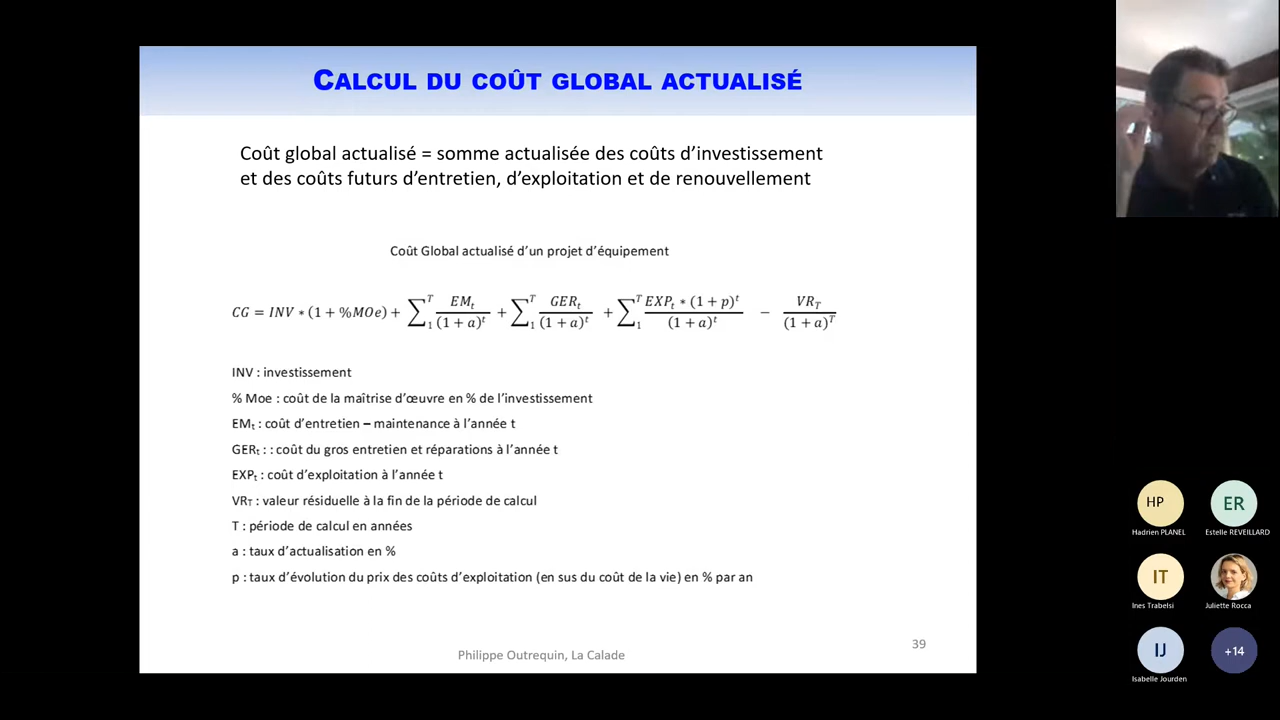 CALCUL DU COÛT GLOBAL ACTUALISÉ
Coût global actualisé = somme actualisée des coûts d’investissement
et des coûts futurs d’entretien, d’exploitation et de renouvellement
Coût Global actualisé d’un projet d’équipement
CG = INV * (1 + %MOe) + ∑₁ᵀ EMₜ/(1 + a)ᵗ + ∑₁ᵀ GERₜ/(1 + a)ᵗ + ∑₁ᵀ EXPₜ * (1 + p)ᵗ/(1 + a)ᵗ − VR_T/(1 + a)ᵀ
INV : investissement
% Moe : coût de la maîtrise d’œuvre en % de l’investissement
EMₜ : coût d’entretien – maintenance à l’année t
GERₜ : : coût du gros entretien et réparations à l’année t
EXPₜ : coût d’exploitation à l’année t
VR_T : valeur résiduelle à la fin de la période de calcul
T : période de calcul en années
a : taux d’actualisation en %
p : taux d’évolution du prix des coûts d’exploitation (en sus du coût de la vie) en % par an
39
Philippe Outrequin, La Calade
HP
Hadrien PLANEL
ER
Estelle REVEILLARD
IT
Ines Trabelsi
Juliette Rocca
IJ
Isabelle Jourden
+14